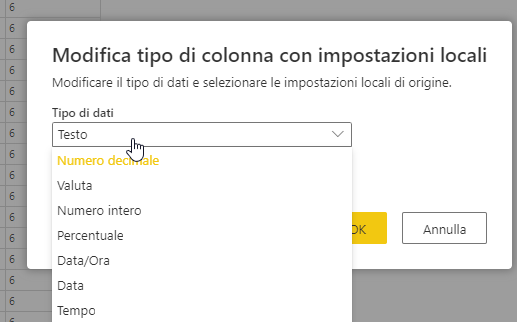 6
Modifica tipo di colonna con impostazioni locali
6
6
Modificare il tipo di dati e selezionare le impostazioni locali di origine.
6
6
Tipo di dati
6
Testo
6
Numero decimale
6
Valuta
6
Numero intero
6
Percentuale
OK
Annulla
6
6
Data/Ora
6
Data
6
Tempo
6